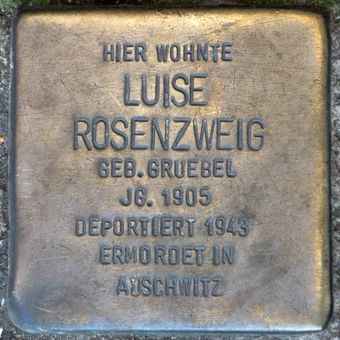 HIER WOHNTE
LUISE
ROSENZWEIG
GEB. GRUEBEL
JG. 1905
DEPORTIERT 1943
ERMORDET IN
AUSCHWITZ